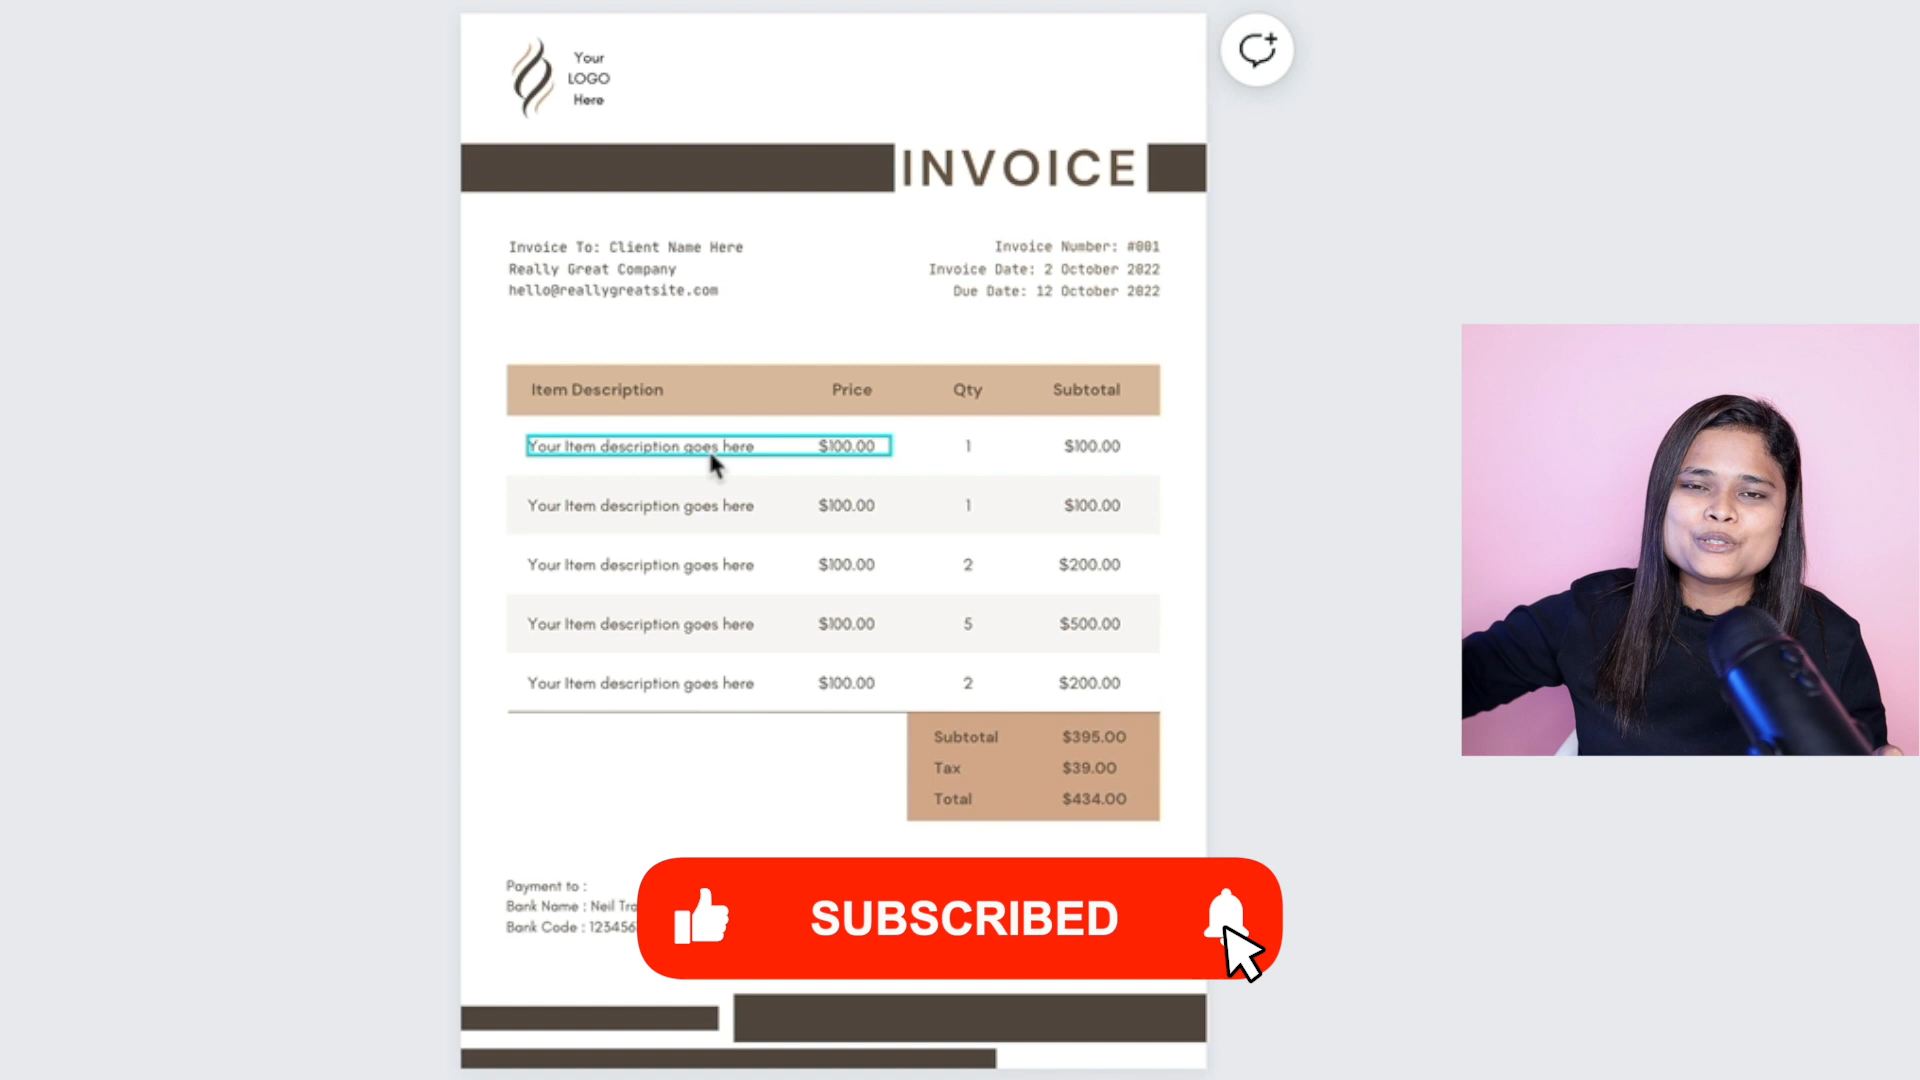 Your
LOGO
Here
INVOICE
Invoice To: Client Name Here
Really Great Company
hello@reallygreatsite.com
Invoice Number: #001
Invoice Date: 2 October 2022
Due Date: 12 October 2022
Item Description Price Qty Subtotal
Your Item description goes here $100.00 1 $100.00
Your Item description goes here $100.00 1 $100.00
Your Item description goes here $100.00 2 $200.00
Your Item description goes here $100.00 5 $500.00
Your Item description goes here $100.00 2 $200.00
Subtotal $395.00
Tax $39.00
Total $434.00
Payment to :
Bank Name : Neil Tra
Bank Code : 123456
SUBSCRIBED